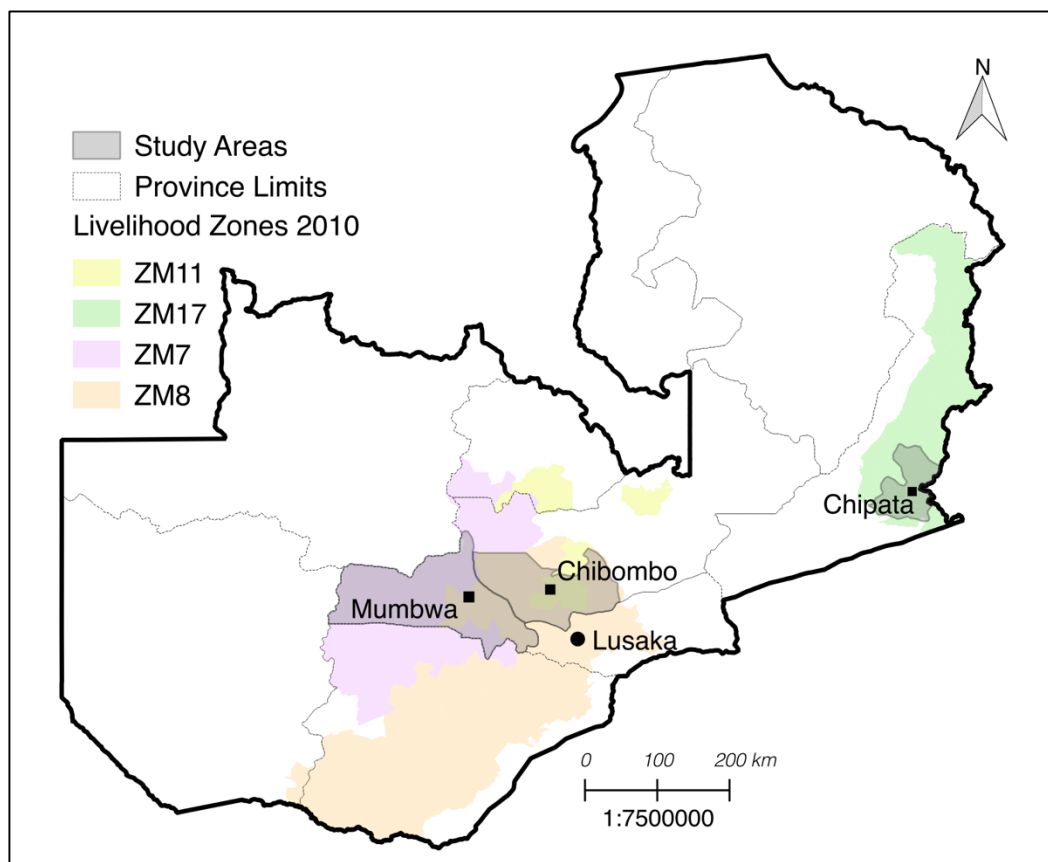 N
Study Areas
Province Limits
Livelihood Zones 2010
ZM11
ZM17
ZM7
ZM8
Chipata
Chibombo
Mumbwa
Lusaka
0 100 200 km
1:7500000